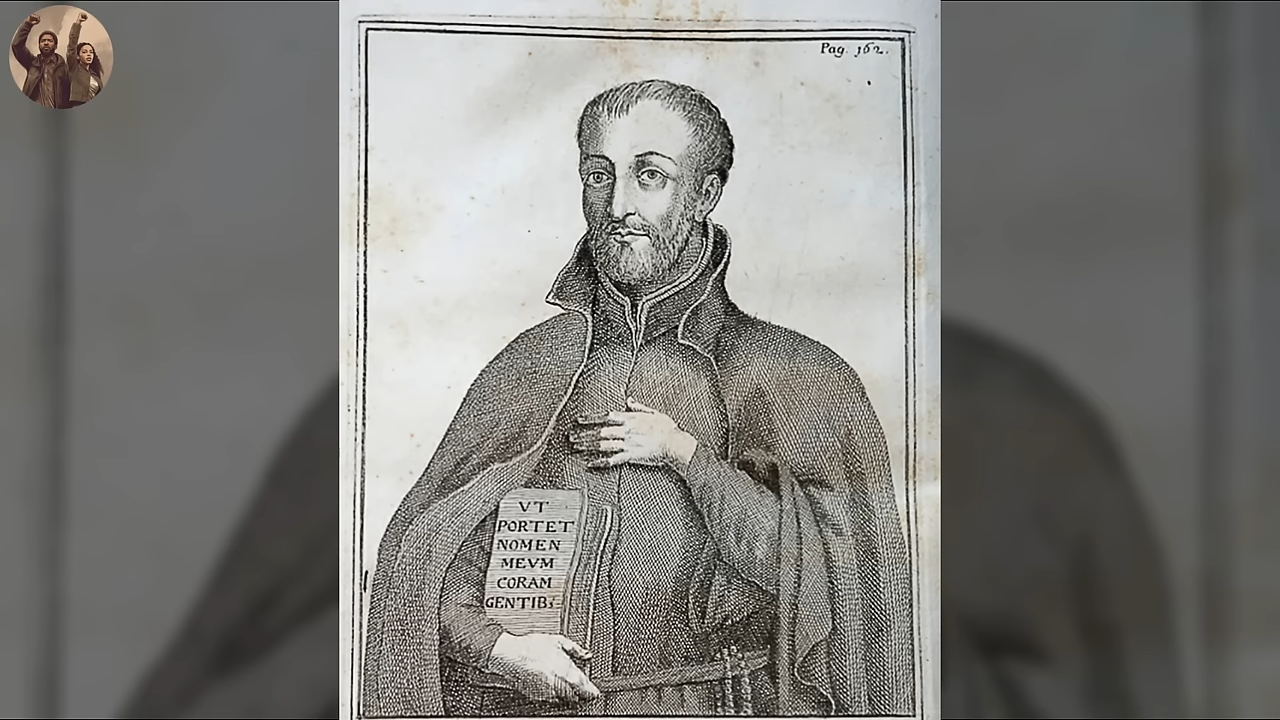 Pag. 162.
VT
PORTET
NOMEN
MEVM
CORAM
GENTIB;